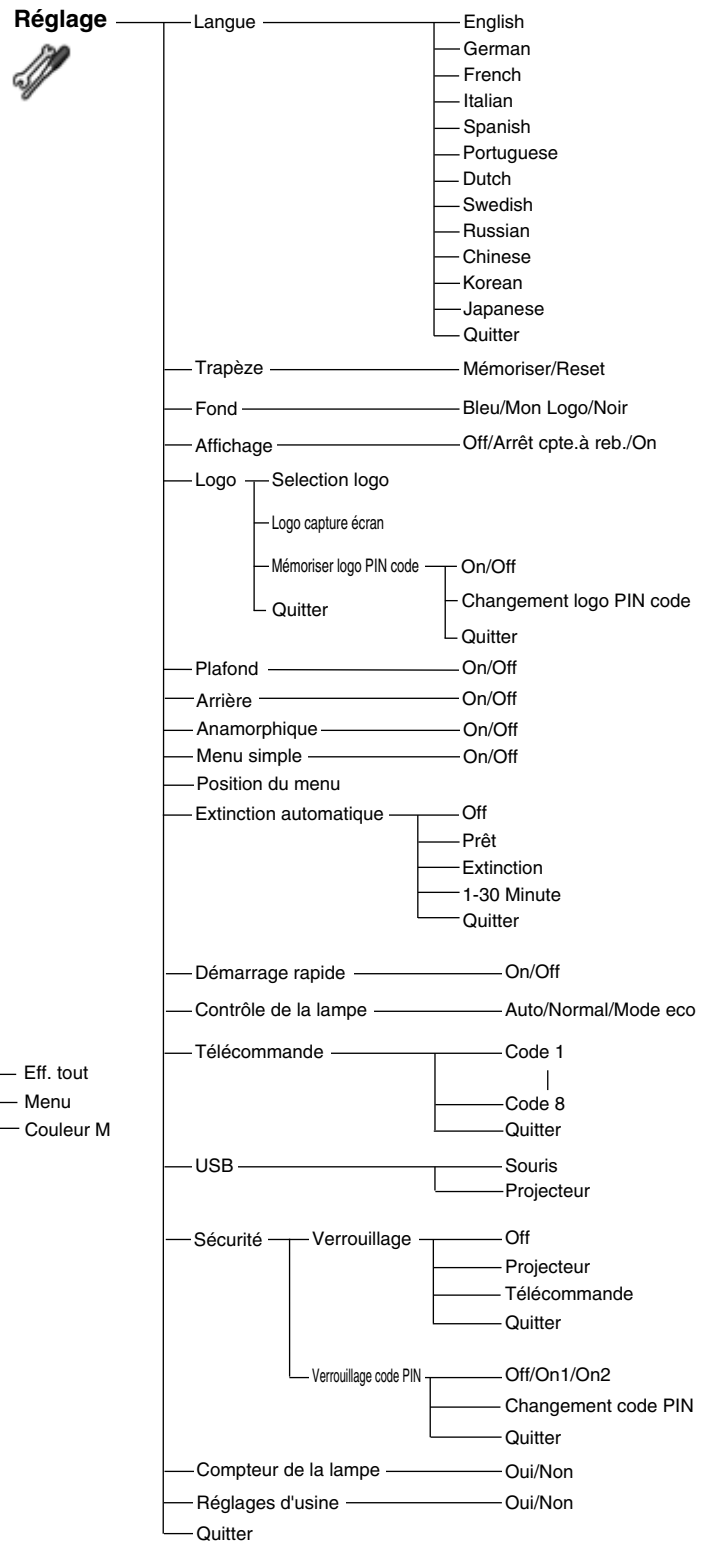 Réglage
Langue
English
German
French
Italian
Spanish
Portuguese
Dutch
Swedish
Russian
Chinese
Korean
Japanese
Quitter
Trapèze
Mémoriser/Reset
Fond
Bleu/Mon Logo/Noir
Affichage
Off/Arrêt cpte.à reb./On
Logo
Selection logo
Logo capture écran
Mémoriser logo PIN code
On/Off
Changement logo PIN code
Quitter
Quitter
Plafond
On/Off
Arrière
On/Off
Anamorphique
On/Off
Menu simple
On/Off
Position du menu
Extinction automatique
Off
Prêt
Extinction
1-30 Minute
Quitter
Démarrage rapide
On/Off
Contrôle de la lampe
Auto/Normal/Mode eco
Télécommande
Code 1
Code 8
Quitter
Eff. tout
Menu
Couleur M
USB
Souris
Projecteur
Sécurité
Verrouillage
Off
Projecteur
Télécommande
Quitter
Verrouillage code PIN
Off/On1/On2
Changement code PIN
Quitter
Compteur de la lampe
Oui/Non
Réglages d'usine
Oui/Non
Quitter